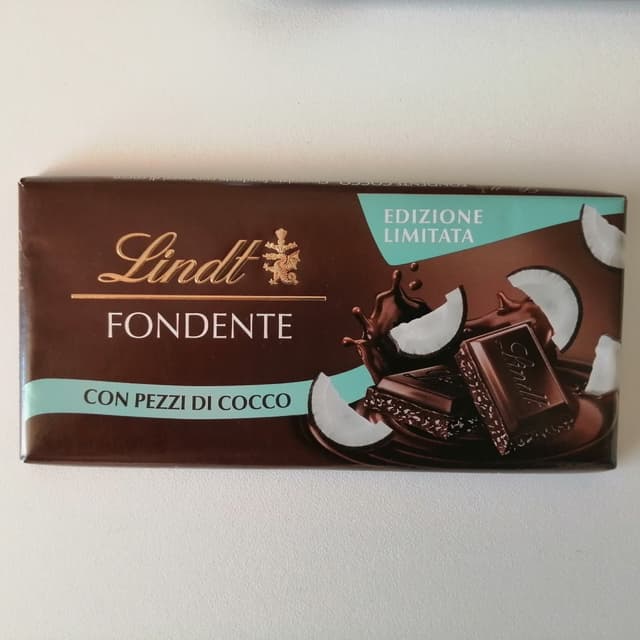 Lindt
FONDENTE
CON PEZZI DI COCCO
EDIZIONE
LIMITATA
Lindt